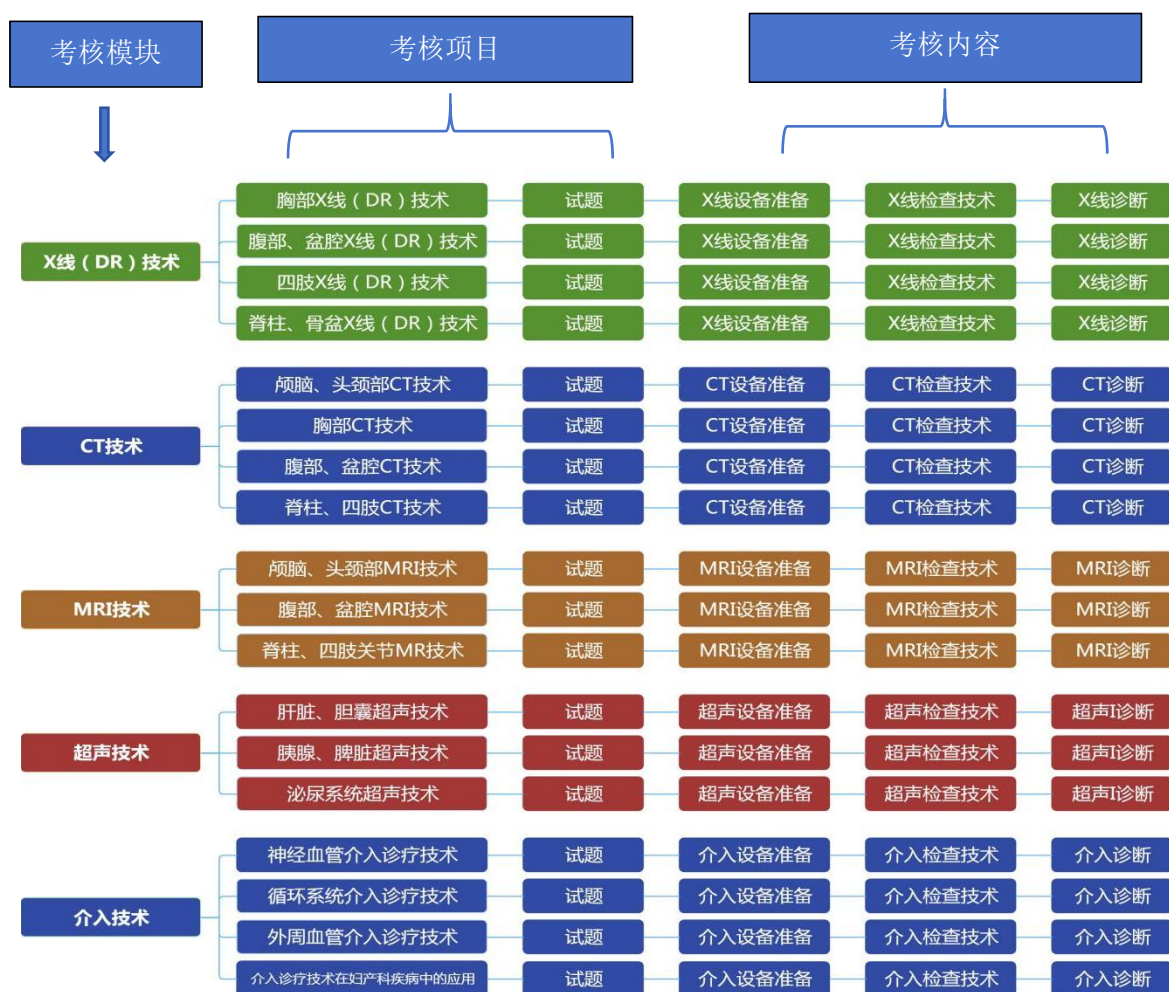 考核模块
考核项目
考核内容
X线（DR）技术
胸部X线（DR）技术 试题 X线设备准备 X线检查技术 X线诊断
腹部、盆腔X线（DR）技术 试题 X线设备准备 X线检查技术 X线诊断
四肢X线（DR）技术 试题 X线设备准备 X线检查技术 X线诊断
脊柱、骨盆X线（DR）技术 试题 X线设备准备 X线检查技术 X线诊断
CT技术
颅脑、头颈部CT技术 试题 CT设备准备 CT检查技术 CT诊断
胸部CT技术 试题 CT设备准备 CT检查技术 CT诊断
腹部、盆腔CT技术 试题 CT设备准备 CT检查技术 CT诊断
脊柱、四肢CT技术 试题 CT设备准备 CT检查技术 CT诊断
MRI技术
颅脑、头颈部MRI技术 试题 MRI设备准备 MRI检查技术 MRI诊断
腹部、盆腔MRI技术 试题 MRI设备准备 MRI检查技术 MRI诊断
脊柱、四肢关节MR技术 试题 MRI设备准备 MRI检查技术 MRI诊断
超声技术
肝脏、胆囊超声技术 试题 超声设备准备 超声检查技术 超声I诊断
胰腺、脾脏超声技术 试题 超声设备准备 超声检查技术 超声I诊断
泌尿系统超声技术 试题 超声设备准备 超声检查技术 超声I诊断
介入技术
神经血管介入诊疗技术 试题 介入设备准备 介入检查技术 介入诊断
循环系统介入诊疗技术 试题 介入设备准备 介入检查技术 介入诊断
外周血管介入诊疗技术 试题 介入设备准备 介入检查技术 介入诊断
介入诊疗技术在妇产科疾病中的应用 试题 介入设备准备 介入检查技术 介入诊断